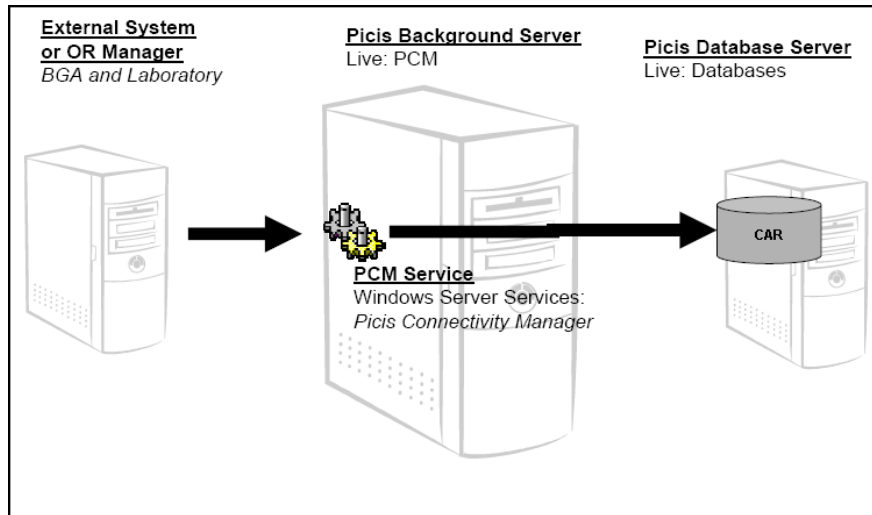 External System
or OR Manager
BGA and Laboratory
Picis Background Server
Live: PCM
Picis Database Server
Live: Databases
CAR
PCM Service
Windows Server Services:
Picis Connectivity Manager